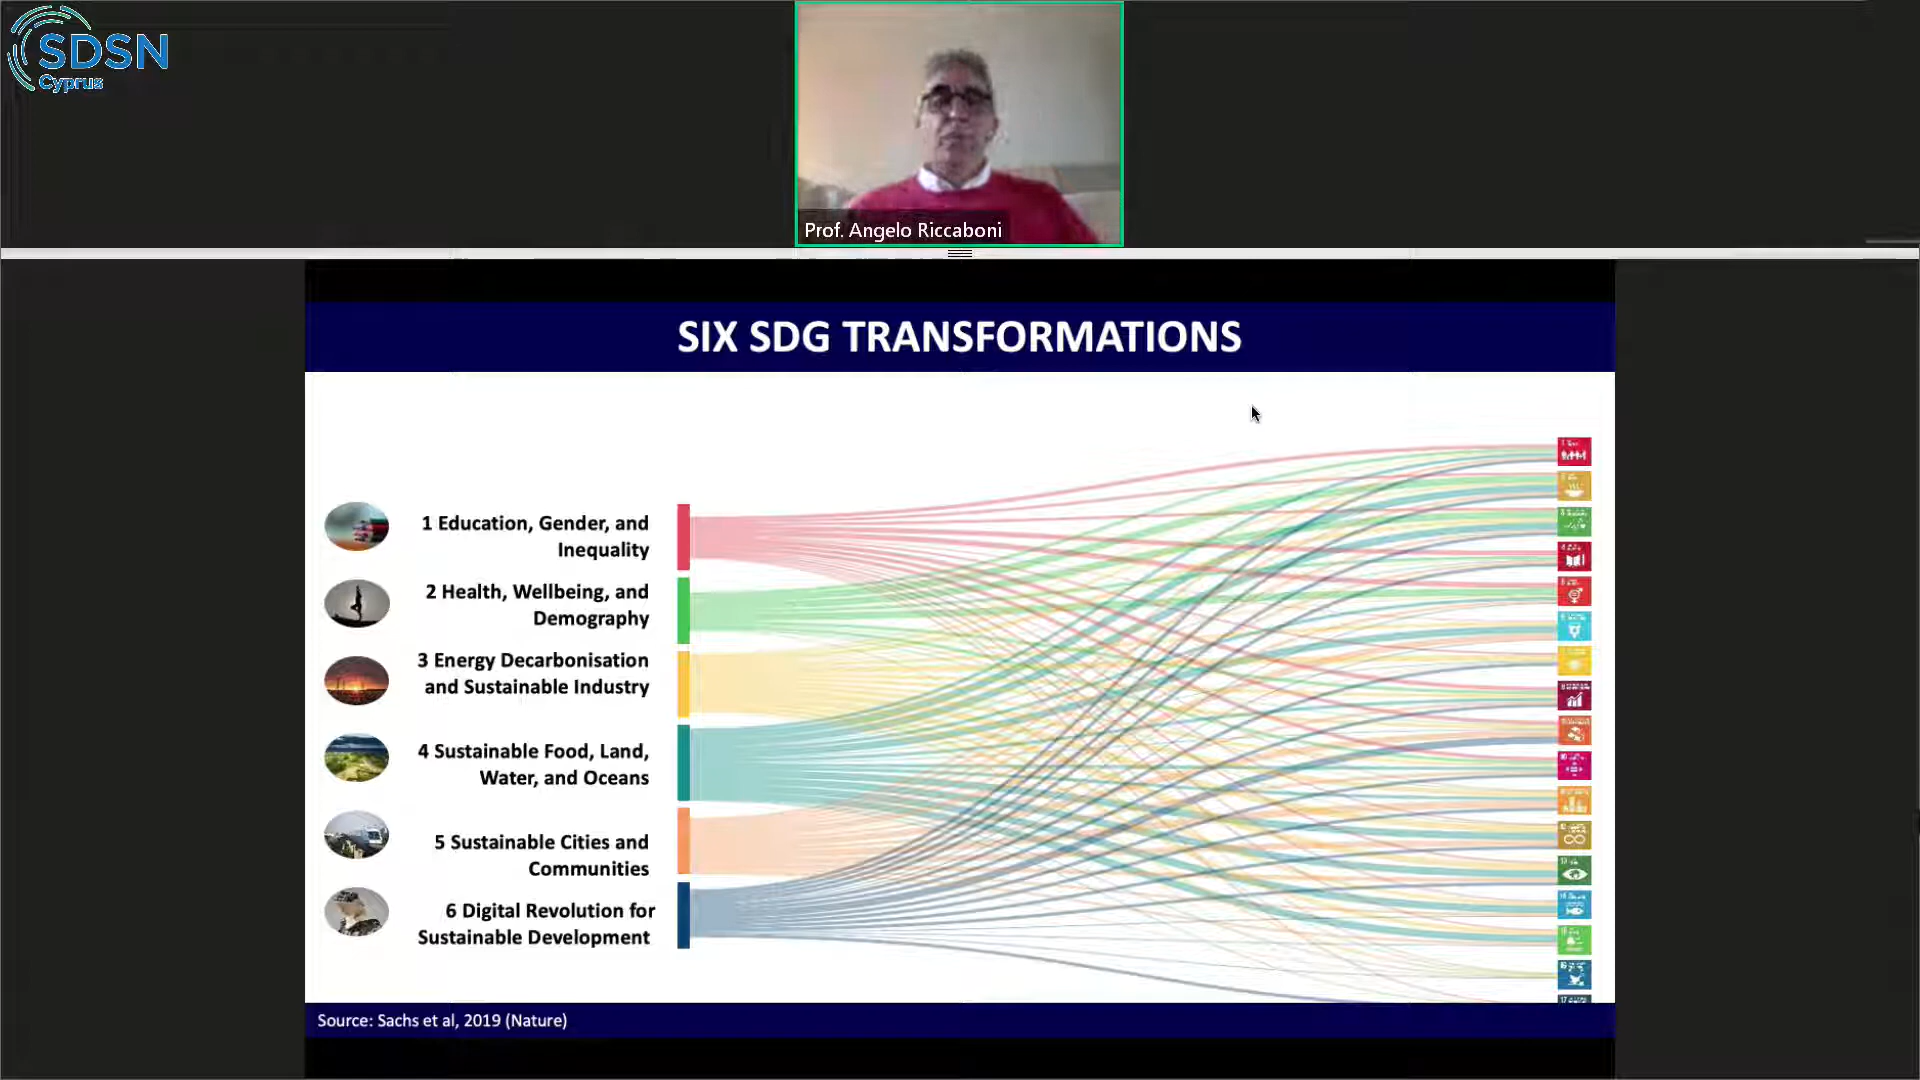 SDSN
Cyprus
Prof. Angelo Riccaboni
SIX SDG TRANSFORMATIONS
1 Education, Gender, and
Inequality
2 Health, Wellbeing, and
Demography
3 Energy Decarbonisation
and Sustainable Industry
4 Sustainable Food, Land,
Water, and Oceans
5 Sustainable Cities and
Communities
6 Digital Revolution for
Sustainable Development
Source: Sachs et al, 2019 (Nature)